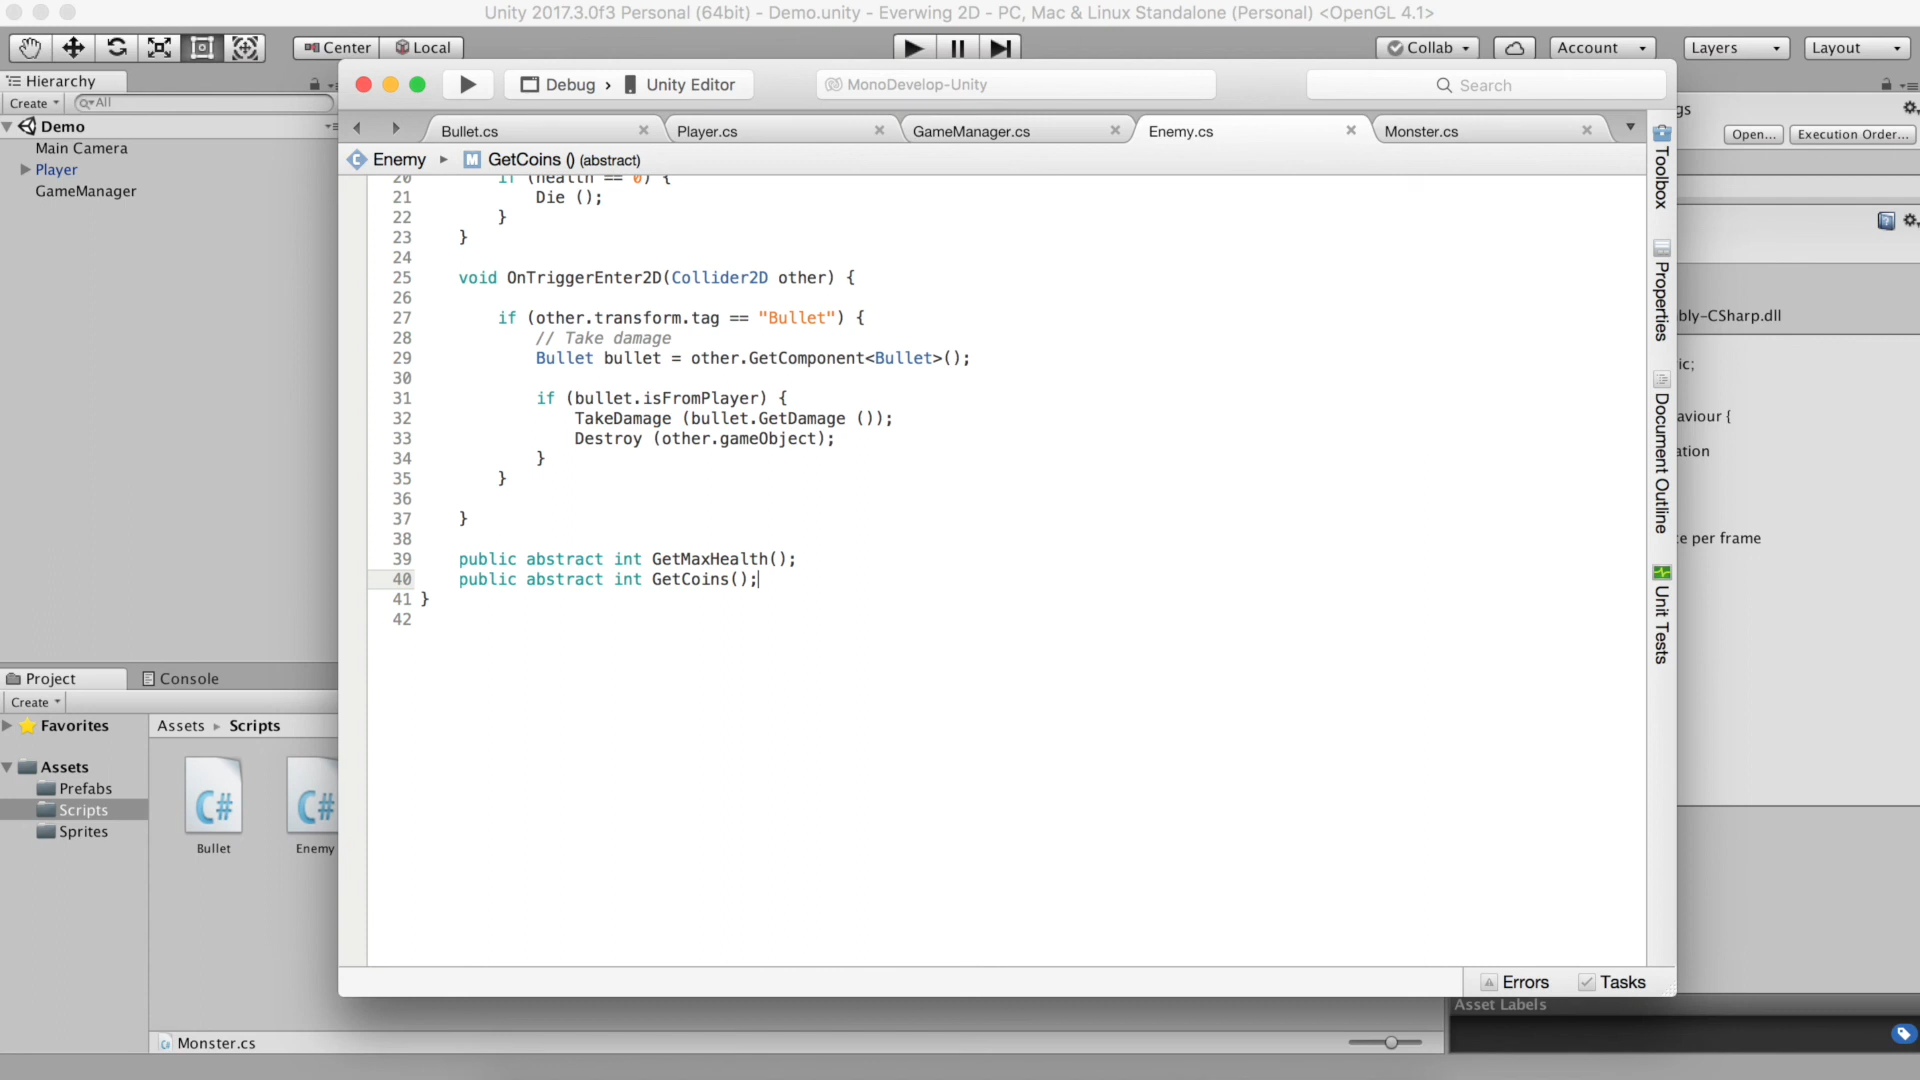 Unity 2017.3.0f3 Personal (64bit) - Demo.unity - Everwing 2D - PC, Mac & Linux Standalone (Personal) <OpenGL 4.1>
Center Local Collab Account Layers Layout
Hierarchy
Create All
Demo
Main Camera
Player
GameManager
Debug › Unity Editor MonoDevelop-Unity Search
Bullet.cs Player.cs GameManager.cs Enemy.cs Monster.cs
Enemy ▸ M GetCoins () (abstract)
20 if (health == 0) {
21 Die ();
22 }
23 }
24
25 void OnTriggerEnter2D(Collider2D other) {
26
27 if (other.transform.tag == "Bullet") {
28 // Take damage
29 Bullet bullet = other.GetComponent<Bullet>();
30
31 if (bullet.isFromPlayer) {
32 TakeDamage (bullet.GetDamage ());
33 Destroy (other.gameObject);
34 }
35 }
36
37 }
38
39 public abstract int GetMaxHealth();
40 public abstract int GetCoins();
41 }
42
Toolbox
Properties
Document Outline
Unit Tests
Errors Tasks
gs
Open... Execution Order...
bly-CSharp.dll
ic;
aviour {
ation
ce per frame
Asset Labels
Project Console
Create
Favorites
Assets
Prefabs
Scripts
Sprites
Assets ▸ Scripts
C# C#
Bullet Enemy
Monster.cs